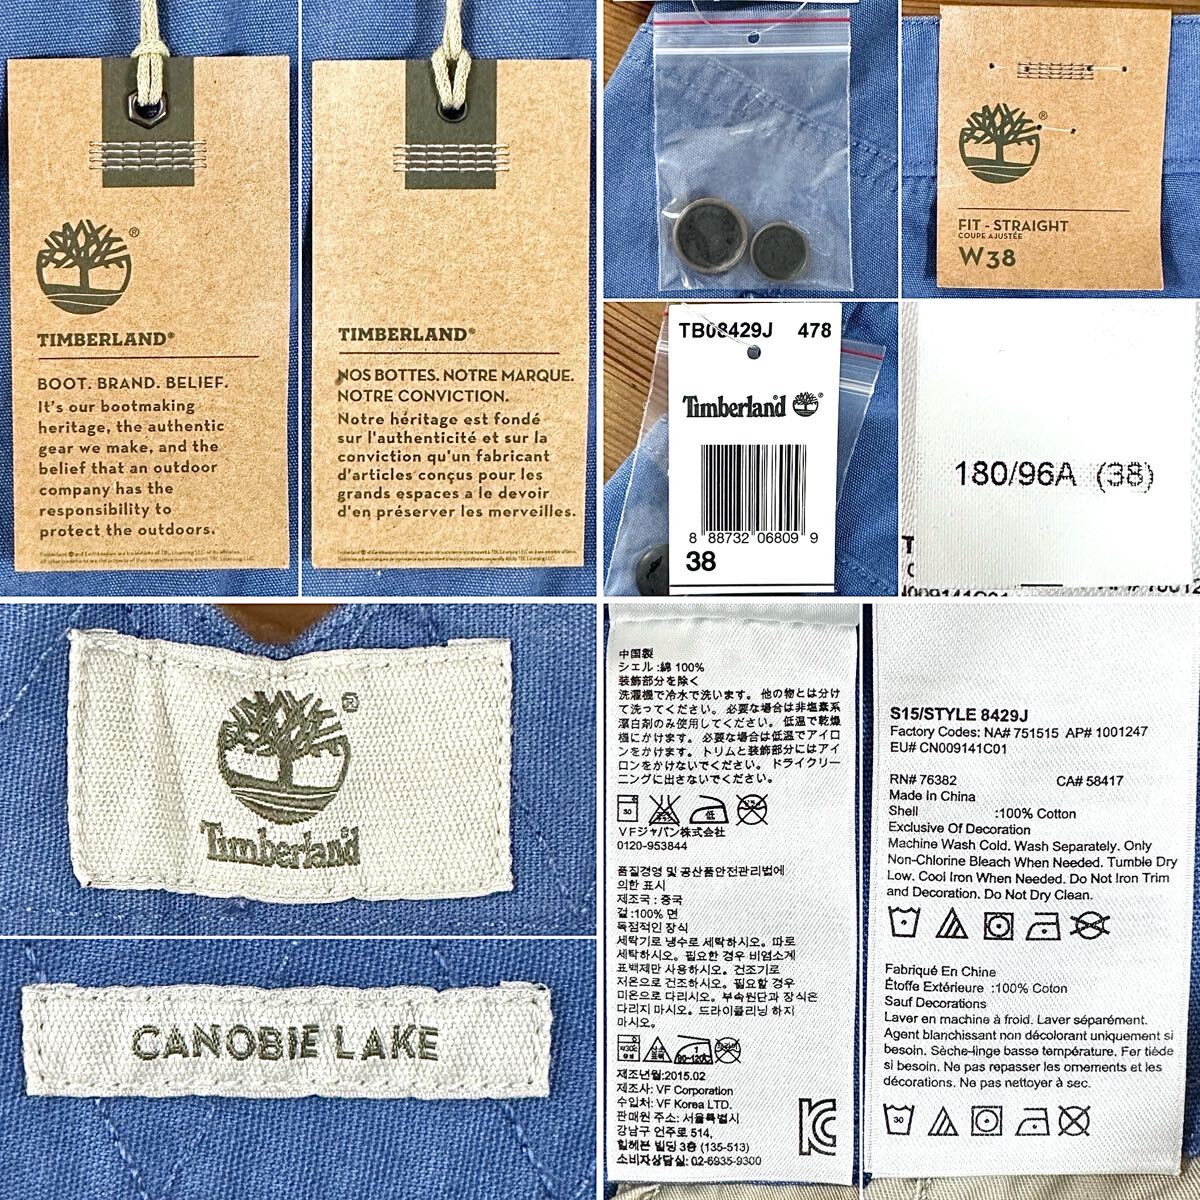 TIMBERLAND®
BOOT. BRAND. BELIEF.
It's our bootmaking
heritage, the authentic
gear we make, and the
belief that an outdoor
company has the
responsibility to
protect the outdoors.
TIMBERLAND®
NOS BOTTES. NOTRE MARQUE.
NOTRE CONVICTION.
Notre héritage est fondé
sur l'authenticité et sur la
conviction qu'un fabricant
d'articles conçus pour les
grands espaces a le devoir
d'en préserver les merveilles.
FIT - STRAIGHT
COUPE AJUSTÉE
W38
TB08429J 478
Timberland®
8 88732 06809 9
38
180/96A (38)
Timberland
CANOBIE LAKE
中国製
シェル:綿 100%
装飾部分を除く
洗濯機で冷水で洗います。他の物とは分け
て洗ってください。必要な場合は非塩素系
漂白剤のみ使用してください。低温で乾燥
機にかけます。必要な場合は低温でアイロ
ンをかけます。トリムと装飾部分にはアイ
ロンをかけないでください。ドライクリー
ニングに出さないでください。
VFジャパン株式会社
0120-953844
품질경영 및 공산품안전관리법에
의한 표시
제조국 : 중국
겉 :100% 면
독점적인 장식
세탁기로 냉수로 세탁하시오. 따로
세탁하시오. 필요한 경우 비염소계
표백제만 사용하시오. 건조기로
저온으로 건조하시오. 필요할 경우
미온으로 다리시오. 부속원단과 장식은
다리지 마시오. 드라이클리닝 하지
마시오.
제조년월:2015.02
제조사: VF Corporation
수입처: VF Korea LTD.
판매원 주소: 서울특별시
강남구 언주로 514,
힐헤븐 빌딩 3층 (135-513)
소비자상담실: 02-6935-9300
S15/STYLE 8429J
Factory Codes: NA# 751515 AP# 1001247
EU# CN009141C01
RN# 76382 CA# 58417
Made In China
Shell :100% Cotton
Exclusive Of Decoration
Machine Wash Cold. Wash Separately. Only
Non-Chlorine Bleach When Needed. Tumble Dry
Low. Cool Iron When Needed. Do Not Iron Trim
and Decoration. Do Not Dry Clean.
Fabriqué En Chine
Étoffe Extérieure :100% Coton
Sauf Decorations
Laver en machine à froid. Laver séparément.
Agent blanchissant non décolorant uniquement si
besoin. Sèche-linge basse température. Fer tiède
si besoin. Ne pas repasser les ornements et les
décorations. Ne pas nettoyer à sec.